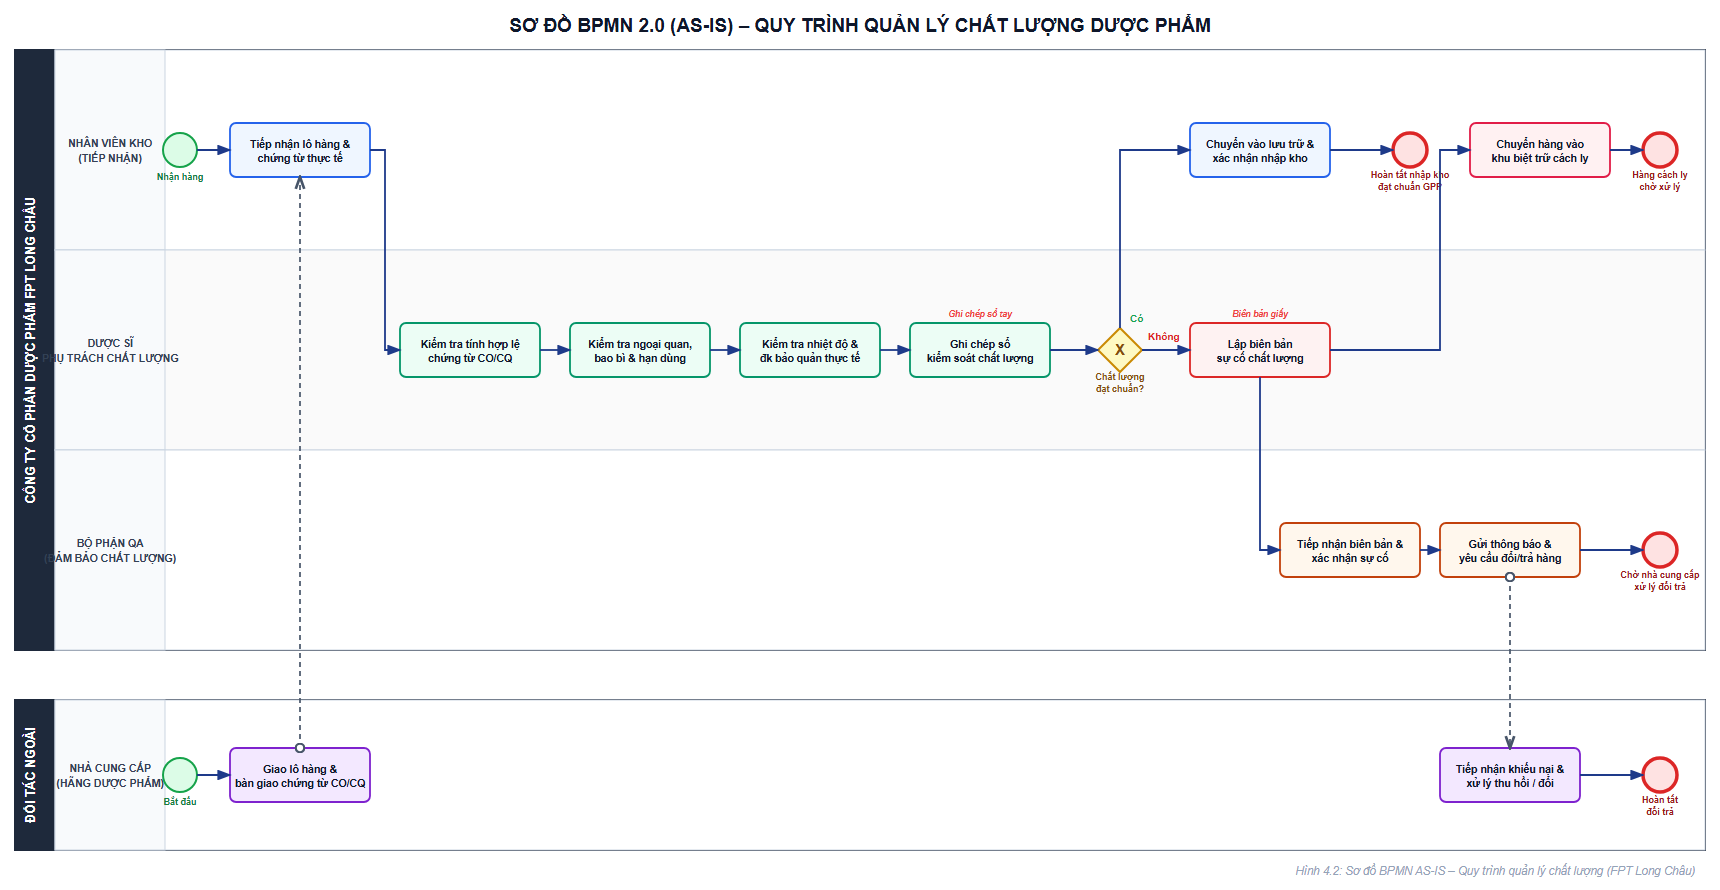 SƠ ĐỒ BPMN 2.0 (AS-IS) – QUY TRÌNH QUẢN LÝ CHẤT LƯỢNG DƯỢC PHẨM
CÔNG TY CỔ PHẦN DƯỢC PHẨM FPT LONG CHÂU
NHÂN VIÊN KHO
(TIẾP NHẬN)
Nhận hàng
Tiếp nhận lô hàng &
chứng từ thực tế
Chuyển vào lưu trữ &
xác nhận nhập kho
Hoàn tất nhập kho
đạt chuẩn GPP
Chuyển hàng vào
khu biệt trữ cách ly
Hàng cách ly
chờ xử lý
DƯỢC SĨ
PHỤ TRÁCH CHẤT LƯỢNG
Kiểm tra tính hợp lệ
chứng từ CO/CQ
Kiểm tra ngoại quan,
bao bì & hạn dùng
Kiểm tra nhiệt độ &
đk bảo quản thực tế
Ghi chép sổ tay
Ghi chép sổ
kiểm soát chất lượng
Có
X
Không
Chất lượng
đạt chuẩn?
Biên bản giấy
Lập biên bản
sự cố chất lượng
BỘ PHẬN QA
(ĐẢM BẢO CHẤT LƯỢNG)
Tiếp nhận biên bản &
xác nhận sự cố
Gửi thông báo &
yêu cầu đổi/trả hàng
Chờ nhà cung cấp
xử lý đổi trả
ĐỐI TÁC NGOÀI
NHÀ CUNG CẤP
(HÃNG DƯỢC PHẨM)
Bắt đầu
Giao lô hàng &
bàn giao chứng từ CO/CQ
Tiếp nhận khiếu nại &
xử lý thu hồi / đổi
Hoàn tất
đổi trả
Hình 4.2: Sơ đồ BPMN AS-IS – Quy trình quản lý chất lượng (FPT Long Châu)